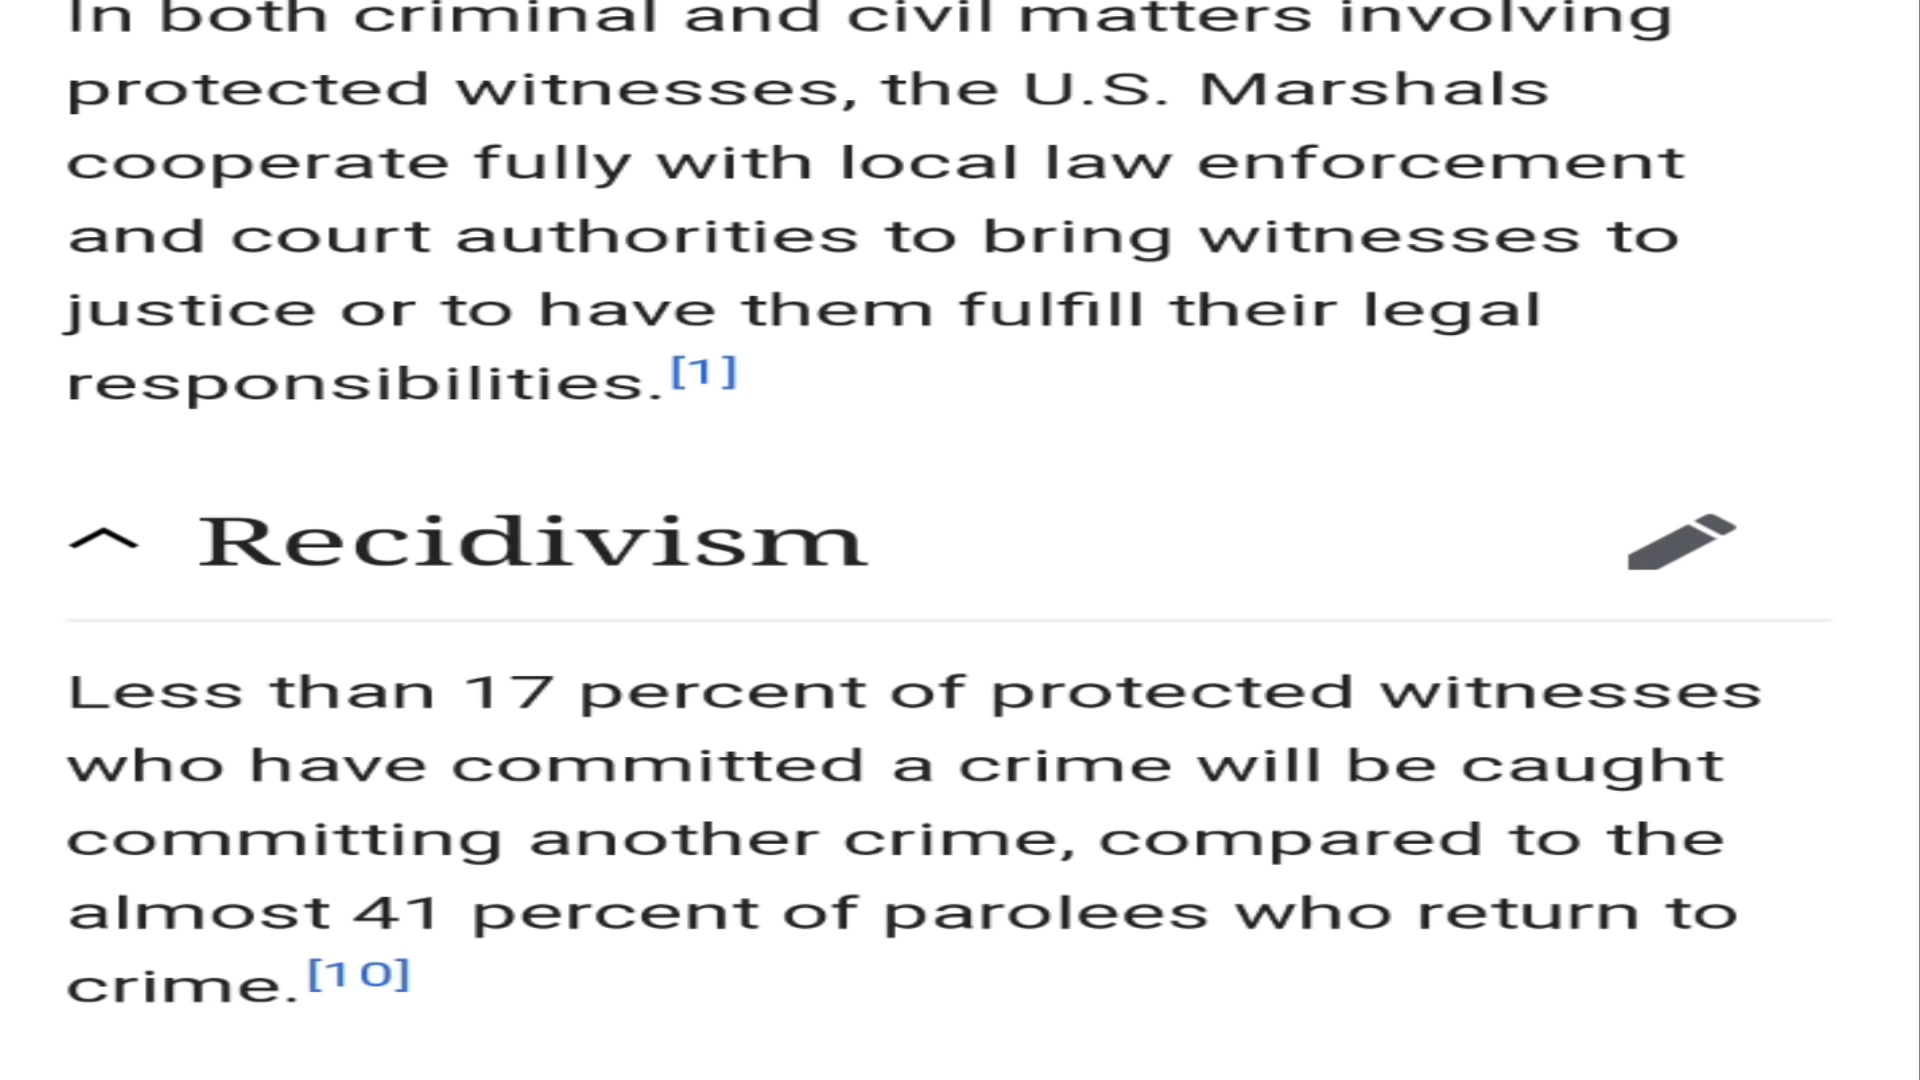 In both criminal and civil matters involving
protected witnesses, the U.S. Marshals
cooperate fully with local law enforcement
and court authorities to bring witnesses to
justice or to have them fulfill their legal
responsibilities.[1]
Recidivism
Less than 17 percent of protected witnesses
who have committed a crime will be caught
committing another crime, compared to the
almost 41 percent of parolees who return to
crime.[10]